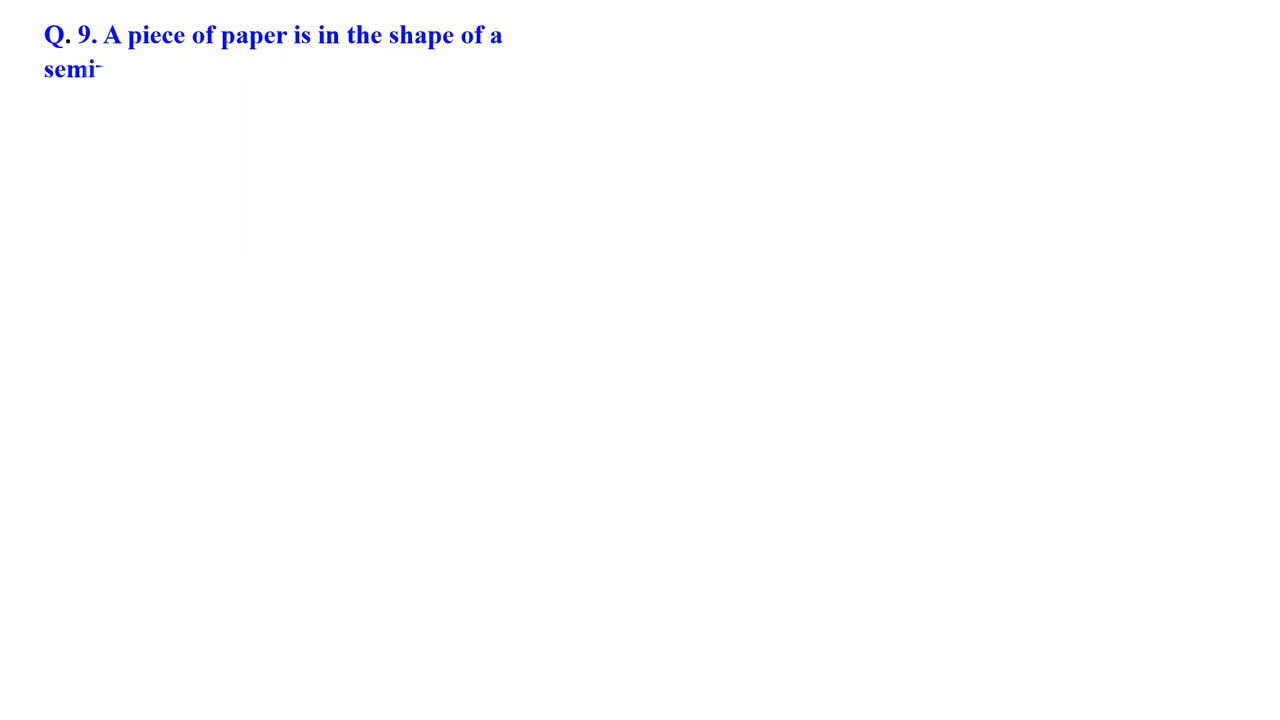 Q. 9. A piece of paper is in the shape of a
semi-